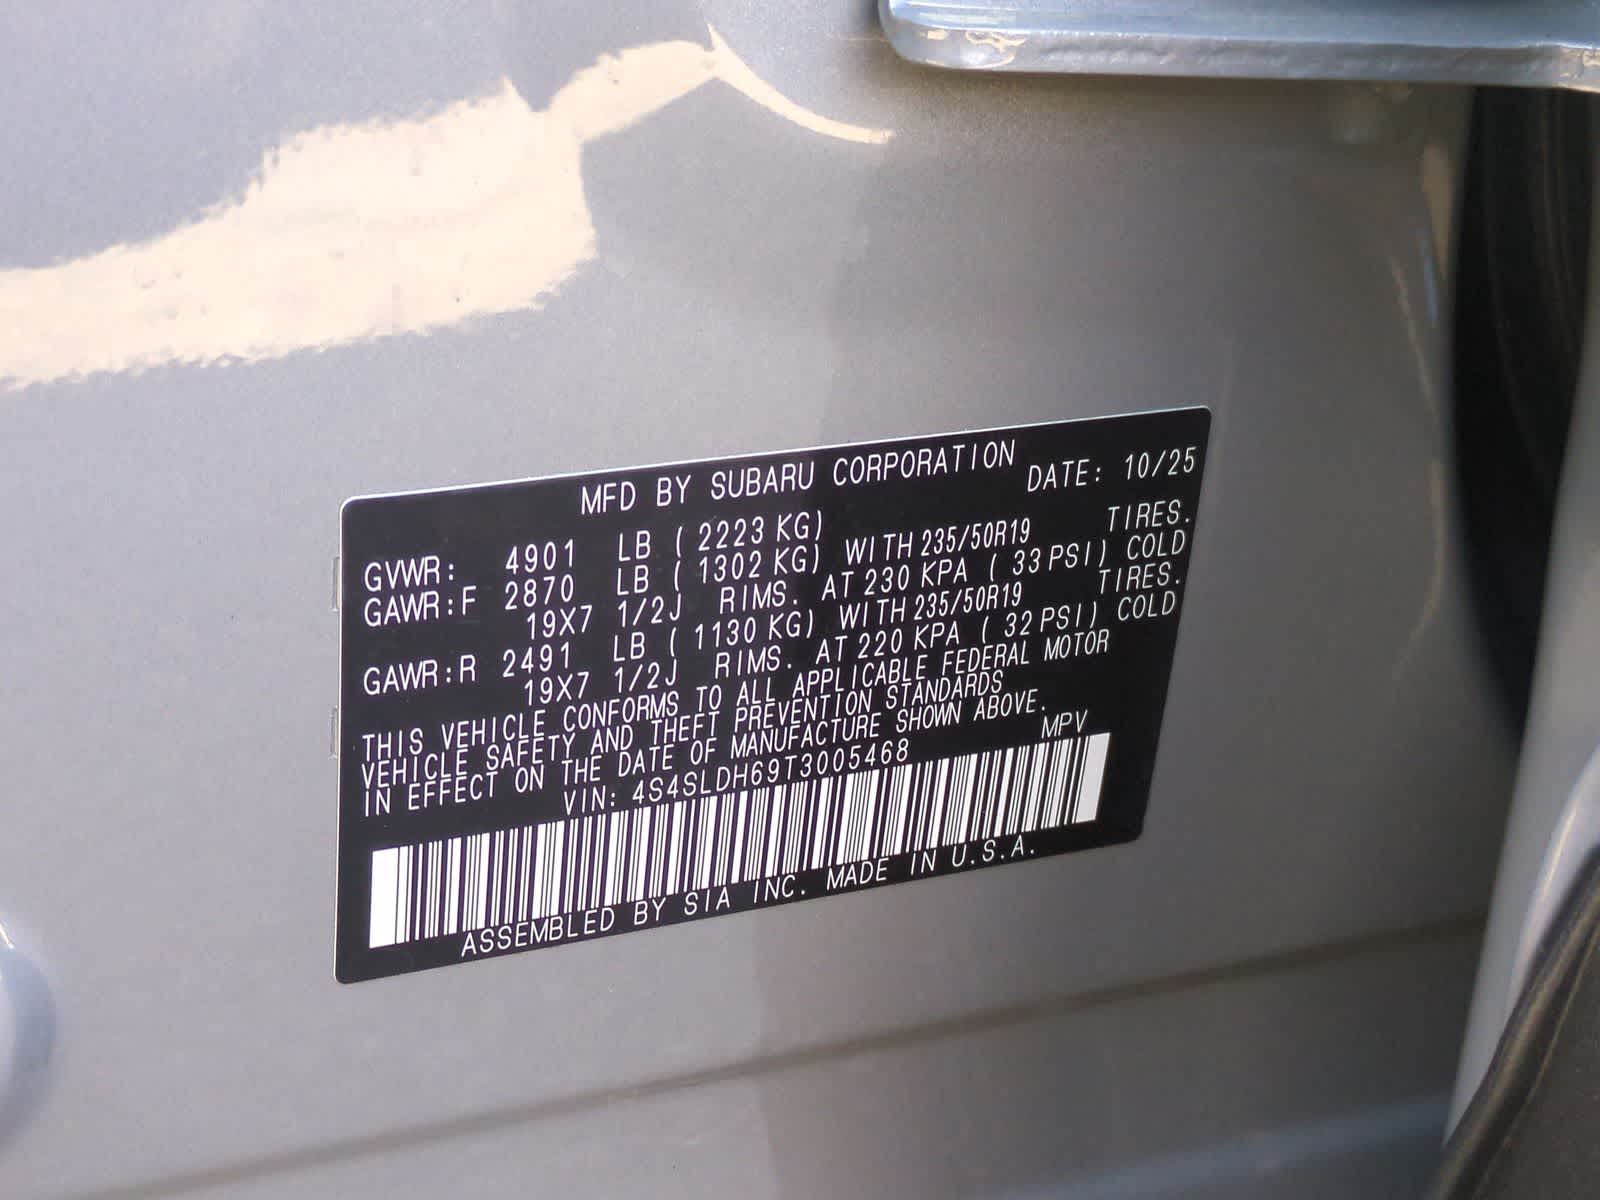 MFD BY SUBARU CORPORATION DATE: 10/25
GVWR: 4901 LB ( 2223 KG)
GAWR:F 2870 LB ( 1302 KG) WITH 235/50R19 TIRES.
19X7 1/2J RIMS. AT 230 KPA ( 33 PSI) COLD
GAWR:R 2491 LB ( 1130 KG) WITH 235/50R19 TIRES.
19X7 1/2J RIMS. AT 220 KPA ( 32 PSI) COLD
THIS VEHICLE CONFORMS TO ALL APPLICABLE FEDERAL MOTOR
VEHICLE SAFETY AND THEFT PREVENTION STANDARDS
IN EFFECT ON THE DATE OF MANUFACTURE SHOWN ABOVE.
VIN: 4S4SLDH69T3005468 MPV
ASSEMBLED BY SIA INC. MADE IN U.S.A.